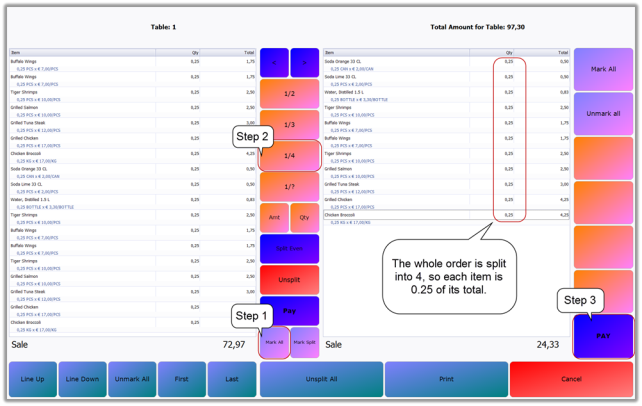 Table: 1
Total Amount for Table: 97,30
Item Qty Total
Buffalo Wings 0,25 1,75
0,25 PCS x € 7,00/PCS
Buffalo Wings 0,25 1,75
0,25 PCS x € 7,00/PCS
Tiger Shrimps 0,25 2,50
0,25 PCS x € 10,00/PCS
Grilled Salmon 0,25 2,50
0,25 PCS x € 10,00/PCS
Grilled Tuna Steak 0,25 3,00
0,25 PCS x € 12,00/PCS
Grilled Chicken 0,25
0,25 PCS x € 17,00/PCS
Chicken Broccoli 0,25 4,25
0,25 KG x € 17,00/KG
Soda Orange 33 CL 0,25 0,50
0,25 CAN x € 2,00/CAN
Soda Lime 33 CL 0,25 0,50
0,25 PCS x € 2,00/PCS
Water, Distilled 1.5 L 0,25 0,83
0,25 BOTTLE x € 3,30/BOTTLE
Tiger Shrimps 0,25 2,50
0,25 PCS x € 10,00/PCS
Buffalo Wings 0,25 1,75
0,25 PCS x € 7,00/PCS
Buffalo Wings 0,25 1,75
0,25 PCS x € 7,00/PCS
Tiger Shrimps 0,25 2,50
0,25 PCS x € 10,00/PCS
Grilled Salmon 0,25 2,50
0,25 PCS x € 10,00/PCS
Grilled Tuna Steak 0,25 3,00
0,25 PCS x € 12,00/PCS
Grilled Chicken 0,25
0,25 PCS x € 17,00/PCS
Chicken Broccoli 0,25
0,25 KG x € 17,00/KG
Sale 72,97
1/2
1/3
Step 2
1/4
1/?
Amt Qty
Split Even
Unsplit
Pay
Step 1
Mark All Mark Split
Item Qty Total
Soda Orange 33 CL 0,25 0,50
0,25 CAN x € 2,00/CAN
Soda Lime 33 CL 0,25 0,50
0,25 PCS x € 2,00/PCS
Water, Distilled 1.5 L 0,25 0,83
0,25 BOTTLE x € 3,30/BOTTLE
Tiger Shrimps 0,25 2,50
0,25 PCS x € 10,00/PCS
Buffalo Wings 0,25 1,75
0,25 PCS x € 7,00/PCS
Buffalo Wings 0,25 1,75
0,25 PCS x € 7,00/PCS
Tiger Shrimps 0,25 2,50
0,25 PCS x € 10,00/PCS
Grilled Salmon 0,25 2,50
0,25 PCS x € 10,00/PCS
Grilled Tuna Steak 0,25 3,00
0,25 PCS x € 12,00/PCS
Grilled Chicken 0,25 4,25
0,25 PCS x € 17,00/PCS
Chicken Broccoli 0,25 4,25
0,25 KG x € 17,00/KG
The whole order is split
into 4, so each item is
0.25 of its total.
Sale 24,33
Mark All
Unmark all
Step 3
PAY
Line Up Line Down Unmark All First Last Unsplit All Print Cancel